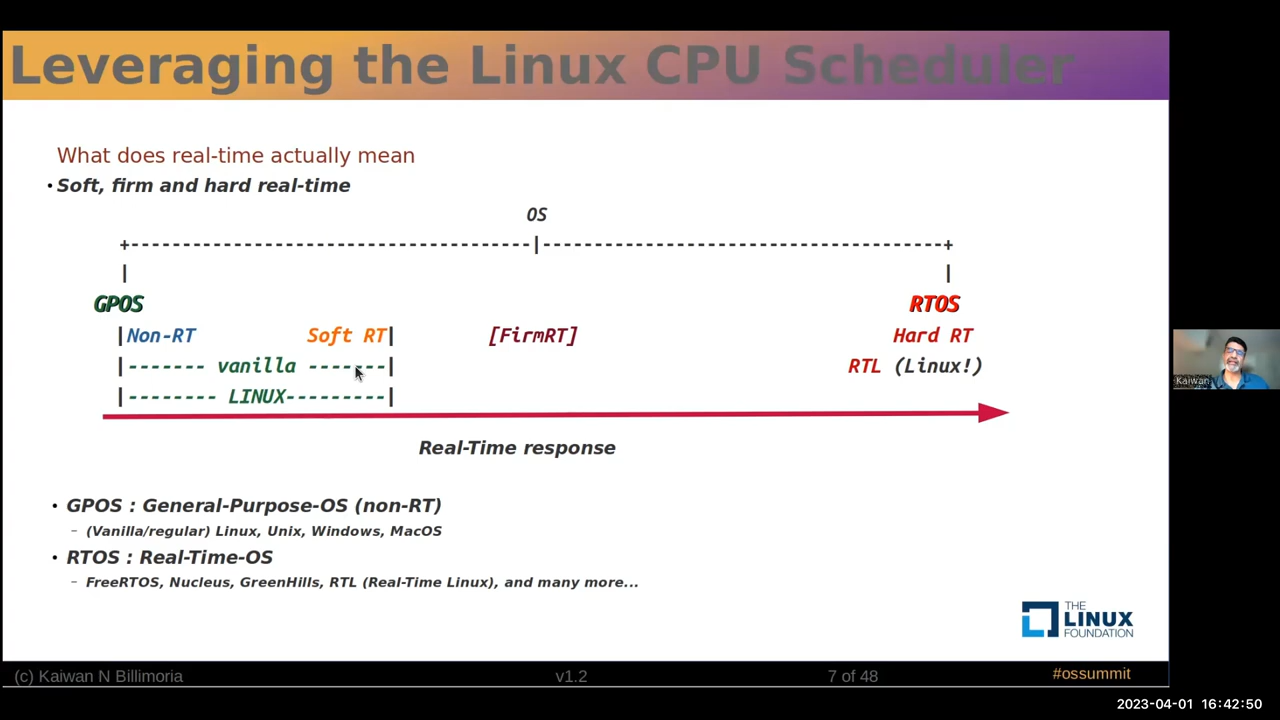 Leveraging the Linux CPU Scheduler
What does real-time actually mean
• Soft, firm and hard real-time
OS
+---------------------------------------|---------------------------------------+
| |
GPOS RTOS
|Non-RT Soft RT| [FirmRT] Hard RT
|------- vanilla -------| RTL (Linux!)
|-------- LINUX---------|
Real-Time response
• GPOS : General-Purpose-OS (non-RT)
– (Vanilla/regular) Linux, Unix, Windows, MacOS
• RTOS : Real-Time-OS
– FreeRTOS, Nucleus, GreenHills, RTL (Real-Time Linux), and many more...
THE
LINUX
FOUNDATION
(c) Kaiwan N Billimoria v1.2 7 of 48 #ossummit
Kaiwan
2023-04-01 16:42:50